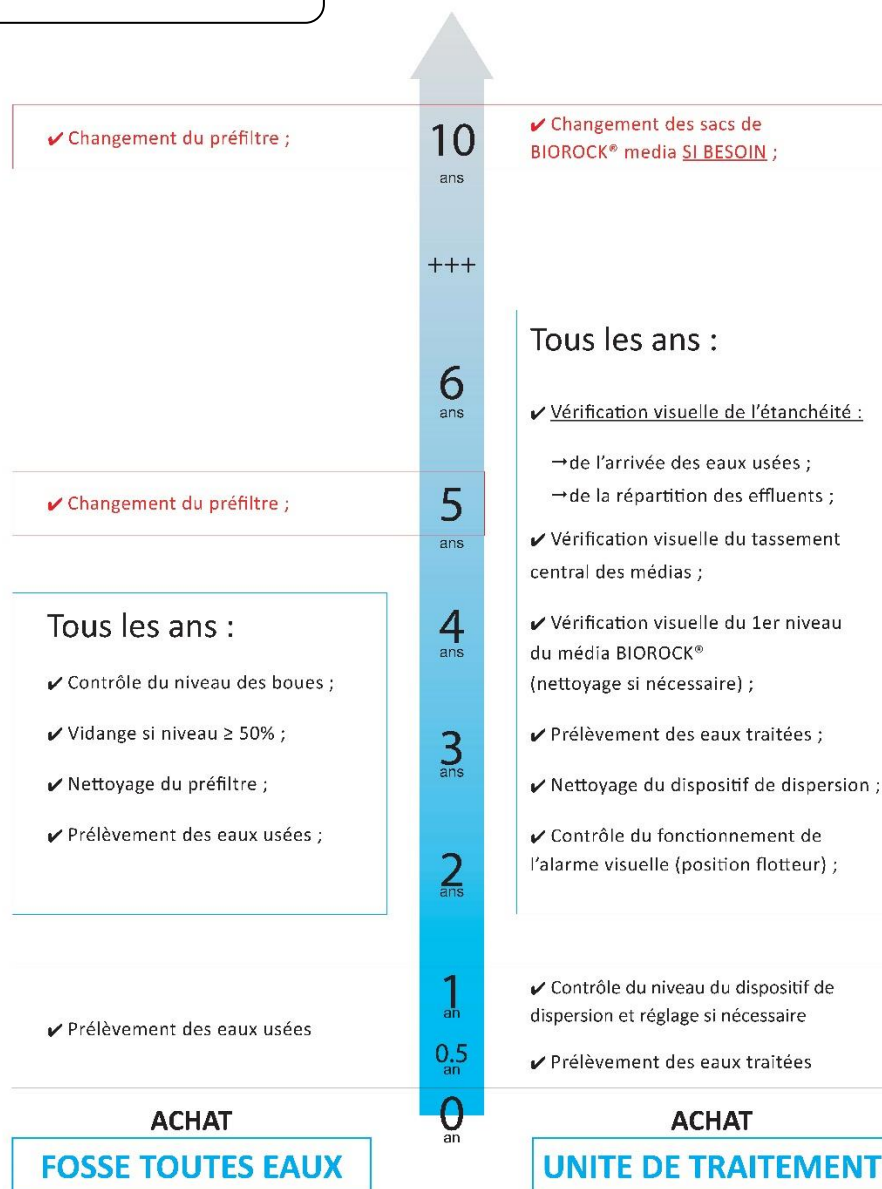 ✔ Changement du préfiltre ;
10
ans
✔ Changement des sacs de
BIOROCK® media SI BESOIN ;
+++
Tous les ans :
6
ans
✔ Vérification visuelle de l'étanchéité :
→de l'arrivée des eaux usées ;
→de la répartition des effluents ;
✔ Changement du préfiltre ;
5
ans
✔ Vérification visuelle du tassement
central des médias ;
Tous les ans :
✔ Contrôle du niveau des boues ;
✔ Vidange si niveau ≥ 50% ;
✔ Nettoyage du préfiltre ;
✔ Prélèvement des eaux usées ;
4
ans
3
ans
2
ans
✔ Vérification visuelle du 1er niveau
du média BIOROCK®
(nettoyage si nécessaire) ;
✔ Prélèvement des eaux traitées ;
✔ Nettoyage du dispositif de dispersion ;
✔ Contrôle du fonctionnement de
l'alarme visuelle (position flotteur) ;
✔ Prélèvement des eaux usées
1
an
0.5
an
✔ Contrôle du niveau du dispositif de
dispersion et réglage si nécessaire
✔ Prélèvement des eaux traitées
0
an
ACHAT
FOSSE TOUTES EAUX
ACHAT
UNITE DE TRAITEMENT